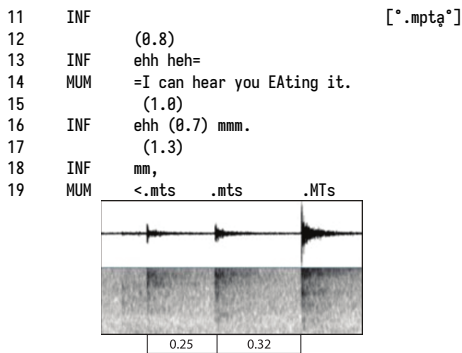 11 INF [°.mptạ°]
12 (0.8)
13 INF ehh heh=
14 MUM =I can hear you EAting it.
15 (1.0)
16 INF ehh (0.7) mmm.
17 (1.3)
18 INF mm,
19 MUM <.mts .mts .MTs
0.25 0.32